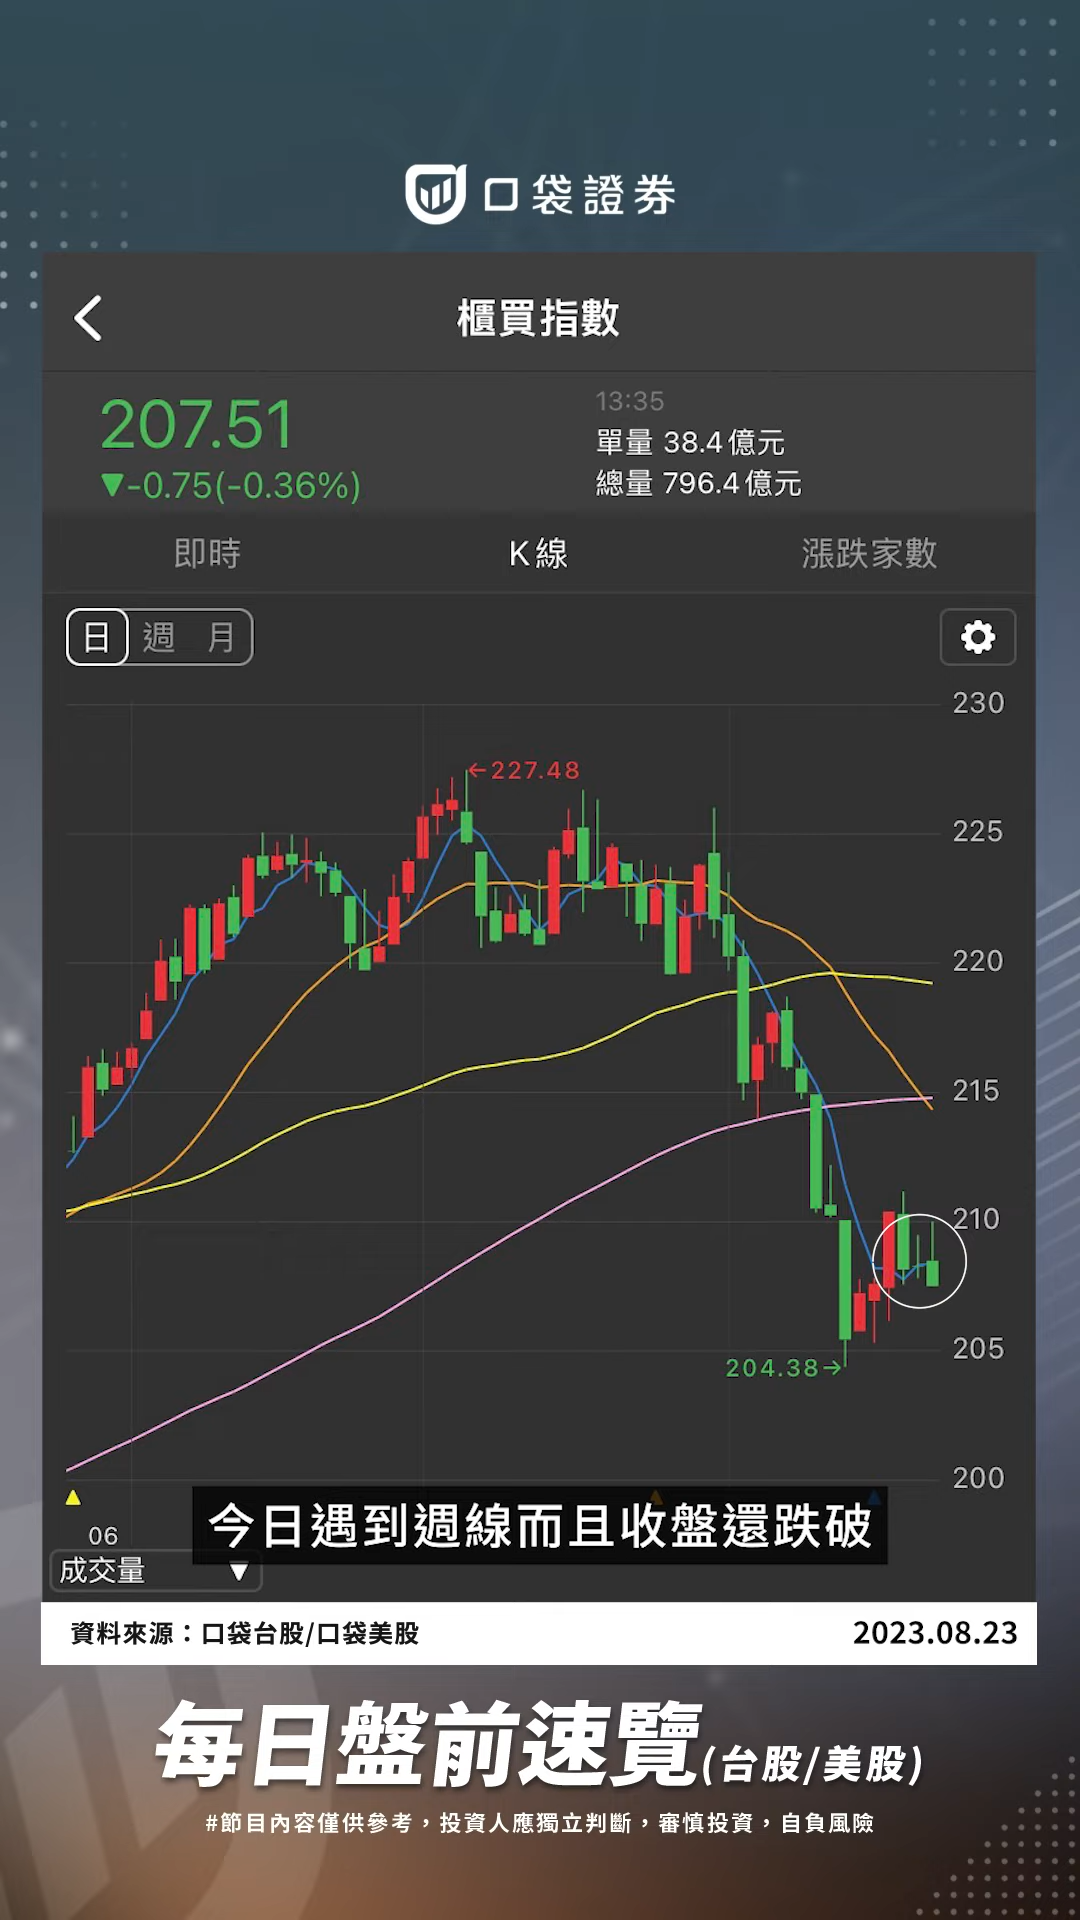 口袋證券
櫃買指數
207.51
▼-0.75(-0.36%)
13:35
單量 38.4億元
總量 796.4億元
即時 K線 漲跌家數
日 週 月
230
←227.48
225
220
215
210
205
204.38→
200
今日遇到週線而且收盤還跌破
06
成交量 ▼
資料來源：口袋台股/口袋美股 2023.08.23
每日盤前速覽(台股/美股)
#節目內容僅供參考，投資人應獨立判斷，審慎投資，自負風險